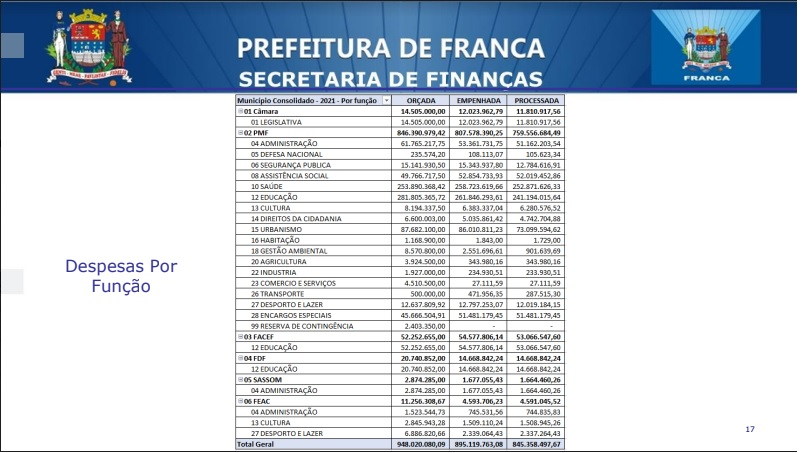 PREFEITURA DE FRANCA
SECRETARIA DE FINANÇAS
FRANCA
Município Consolidado - 2021 - Por função ORÇADA EMPENHADA PROCESSADA
01 Câmara 14.505.000,00 12.023.962,79 11.810.917,56
01 LEGISLATIVA 14.505.000,00 12.023.962,79 11.810.917,56
02 PMF 846.390.979,42 807.578.390,25 759.556.684,49
04 ADMINISTRAÇÃO 61.765.217,75 53.361.731,75 51.162.203,54
05 DEFESA NACIONAL 235.574,20 108.113,07 105.623,34
06 SEGURANÇA PUBLICA 15.141.930,50 15.343.937,80 12.784.616,91
08 ASSISTÊNCIA SOCIAL 49.766.717,50 52.854.733,93 52.019.452,86
10 SAÚDE 253.890.368,42 258.723.619,66 252.871.626,33
12 EDUCAÇÃO 281.805.365,72 261.846.293,61 241.194.015,64
13 CULTURA 8.194.337,50 6.383.337,04 6.280.576,52
14 DIREITOS DA CIDADANIA 6.600.003,00 5.035.861,42 4.742.704,88
15 URBANISMO 87.682.100,00 86.010.811,23 73.099.594,62
16 HABITAÇÃO 1.168.900,00 1.843,00 1.729,00
18 GESTÃO AMBIENTAL 8.570.800,00 2.551.696,61 901.639,69
20 AGRICULTURA 3.924.500,00 343.980,16 343.980,16
22 INDUSTRIA 1.927.000,00 234.930,51 233.930,51
23 COMERCIO E SERVIÇOS 4.510.500,00 27.111,59 27.111,59
26 TRANSPORTE 500.000,00 471.956,35 287.515,30
27 DESPORTO E LAZER 12.637.809,92 12.797.253,07 12.019.184,15
28 ENCARGOS ESPECIAIS 45.666.504,91 51.481.179,45 51.481.179,45
99 RESERVA DE CONTINGÊNCIA 2.403.350,00 - -
03 FACEF 52.252.655,00 54.577.806,14 53.066.547,60
12 EDUCAÇÃO 52.252.655,00 54.577.806,14 53.066.547,60
04 FDF 20.740.852,00 14.668.842,24 14.668.842,24
12 EDUCAÇÃO 20.740.852,00 14.668.842,24 14.668.842,24
05 SASSOM 2.874.285,00 1.677.055,43 1.664.460,26
04 ADMINISTRAÇÃO 2.874.285,00 1.677.055,43 1.664.460,26
06 FEAC 11.256.308,67 4.593.706,23 4.591.045,52
04 ADMINISTRAÇÃO 1.523.544,73 745.531,56 744.835,83
13 CULTURA 2.845.943,28 1.509.110,24 1.508.945,26
27 DESPORTO E LAZER 6.886.820,66 2.339.064,43 2.337.264,43
Total Geral 948.020.080,09 895.119.763,08 845.358.497,67
Despesas Por
Função
17